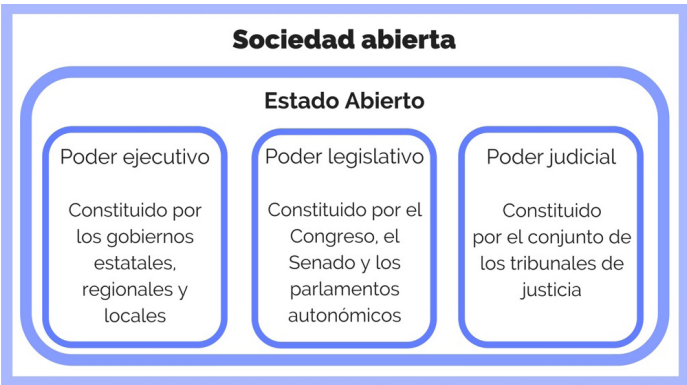 Sociedad abierta
Estado Abierto
Poder ejecutivo
Constituido por
los gobiernos
estatales,
regionales y
locales
Poder legislativo
Constituido por el
Congreso, el
Senado y los
parlamentos
autonómicos
Poder judicial
Constituido
por el conjunto de
los tribunales de
justicia